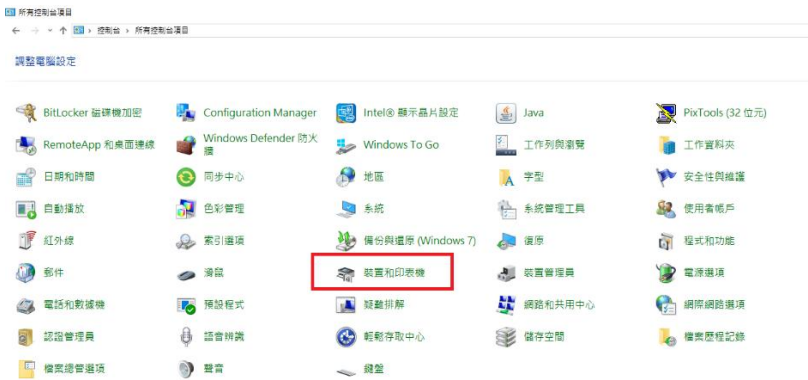 所有控制台項目
控制台 › 所有控制台項目
調整電腦設定
BitLocker 磁碟機加密
Configuration Manager
Intel® 顯示晶片設定
Java
PixTools (32 位元)
RemoteApp 和桌面連線
Windows Defender 防火
牆
Windows To Go
工作列與瀏覽
工作資料夾
日期和時間
同步中心
地區
字型
安全性與維護
自動播放
色彩管理
系統
系統管理工具
使用者帳戶
紅外線
索引選項
備份與還原 (Windows 7)
復原
程式和功能
郵件
滑鼠
裝置和印表機
裝置管理員
電源選項
電話和數據機
預設程式
疑難排解
網路和共用中心
網際網路選項
認證管理員
語音辨識
輕鬆存取中心
儲存空間
檔案歷程記錄
檔案總管選項
聲音
鍵盤